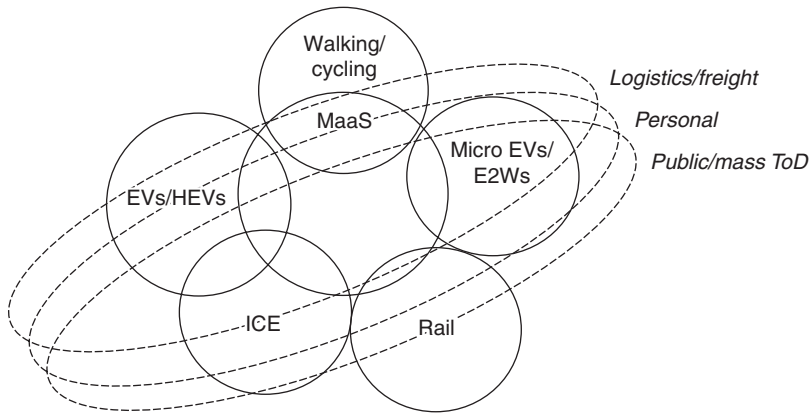 Walking/
cycling
Logistics/freight
MaaS
Personal
Micro EVs/
E2Ws
Public/mass ToD
EVs/HEVs
ICE
Rail